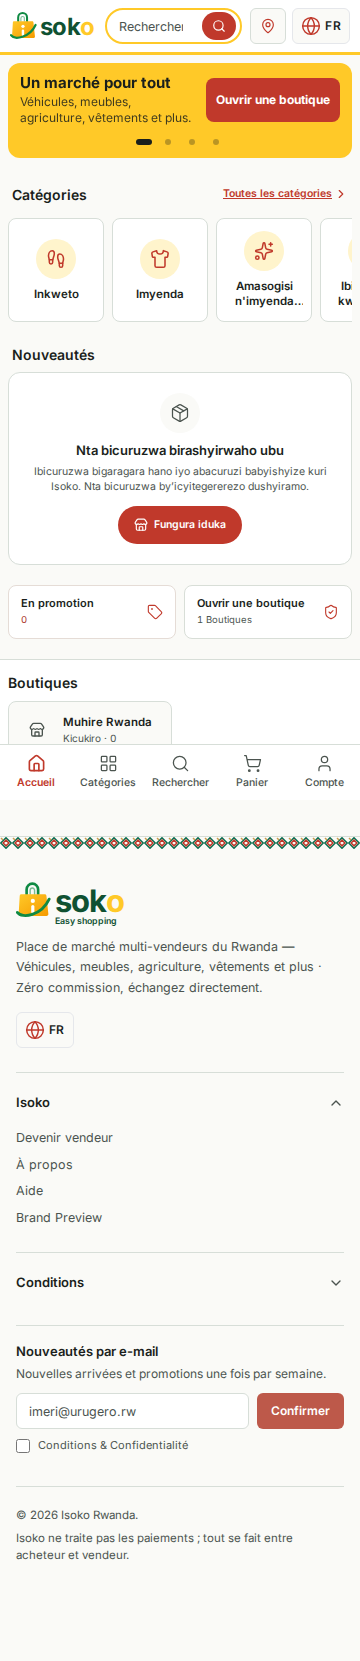 isoko
Rechercher
FR
Un marché pour tout
Véhicules, meubles,
agriculture, vêtements et plus.
Ouvrir une boutique
Catégories
Toutes les catégories
Inkweto
Imyenda
Amasogisi
n'imyenda...
Nouveautés
Nta bicuruzwa birashyirwaho ubu
Ibicuruzwa bigaragara hano iyo abacuruzi babyishyize kuri
Isoko. Nta bicuruzwa by'icyitegererezo dushyiramo.
Fungura iduka
En promotion
0
Ouvrir une boutique
1 Boutiques
Boutiques
Muhire Rwanda
Kicukiro · 0
Accueil
Catégories
Rechercher
Panier
Compte
isoko
Easy shopping
Place de marché multi-vendeurs du Rwanda —
Véhicules, meubles, agriculture, vêtements et plus ·
Zéro commission, échangez directement.
FR
Isoko
Devenir vendeur
À propos
Aide
Brand Preview
Conditions
Nouveautés par e-mail
Nouvelles arrivées et promotions une fois par semaine.
imeri@urugero.rw
Confirmer
Conditions & Confidentialité
© 2026 Isoko Rwanda.
Isoko ne traite pas les paiements ; tout se fait entre
acheteur et vendeur.